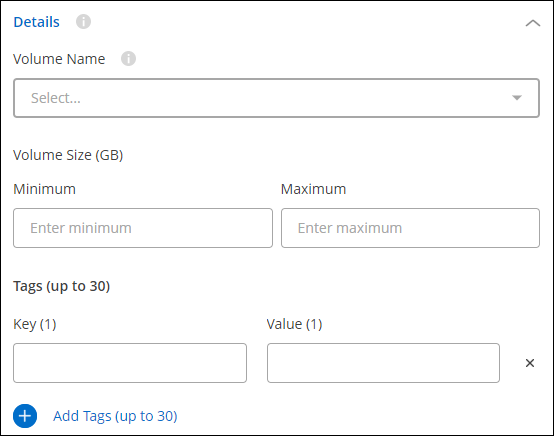 Details
Volume Name
Select...
Volume Size (GB)
Minimum Maximum
Enter minimum Enter maximum
Tags (up to 30)
Key (1) Value (1)
Add Tags (up to 30)